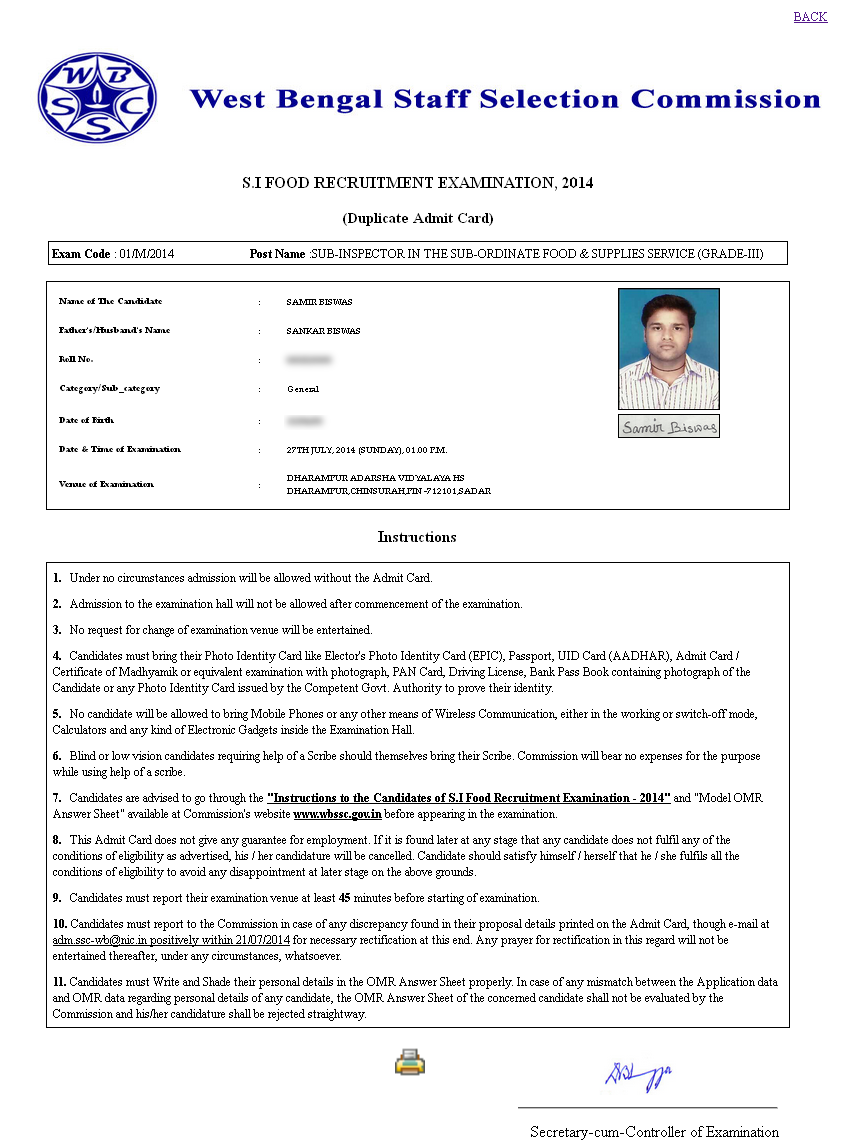 BACK
W B
S S C
West Bengal Staff Selection Commission
S.I FOOD RECRUITMENT EXAMINATION, 2014
(Duplicate Admit Card)
Exam Code : 01/M/2014 Post Name :SUB-INSPECTOR IN THE SUB-ORDINATE FOOD & SUPPLIES SERVICE (GRADE-III)
Name of The Candidate : SAMIR BISWAS
Father's/Husband's Name : SANKAR BISWAS
Roll No. :
Category/Sub_category : General
Date of Birth :
Samir Biswas
Date & Time of Examination : 27TH JULY, 2014 (SUNDAY), 01.00 P.M.
Venue of Examination : DHARAMPUR ADARSHA VIDYALAYA HS
DHARAMPUR,CHINSURAH,PIN-712101,SADAR
Instructions
1. Under no circumstances admission will be allowed without the Admit Card.
2. Admission to the examination hall will not be allowed after commencement of the examination.
3. No request for change of examination venue will be entertained.
4. Candidates must bring their Photo Identity Card like Elector's Photo Identity Card (EPIC), Passport, UID Card (AADHAR), Admit Card /
Certificate of Madhyamik or equivalent examination with photograph, PAN Card, Driving License, Bank Pass Book containing photograph of the
Candidate or any Photo Identity Card issued by the Competent Govt. Authority to prove their identity.
5. No candidate will be allowed to bring Mobile Phones or any other means of Wireless Communication, either in the working or switch-off mode,
Calculators and any kind of Electronic Gadgets inside the Examination Hall.
6. Blind or low vision candidates requiring help of a Scribe should themselves bring their Scribe. Commission will bear no expenses for the purpose
while using help of a scribe.
7. Candidates are advised to go through the "Instructions to the Candidates of S.I Food Recruitment Examination - 2014" and "Model OMR
Answer Sheet" available at Commission's website www.wbssc.gov.in before appearing in the examination.
8. This Admit Card does not give any guarantee for employment. If it is found later at any stage that any candidate does not fulfil any of the
conditions of eligibility as advertised, his / her candidature will be cancelled. Candidate should satisfy himself / herself that he / she fulfils all the
conditions of eligibility to avoid any disappointment at later stage on the above grounds.
9. Candidates must report their examination venue at least 45 minutes before starting of examination.
10. Candidates must report to the Commission in case of any discrepancy found in their proposal details printed on the Admit Card, though e-mail at
adm.ssc-wb@nic.in positively within 21/07/2014 for necessary rectification at this end. Any prayer for rectification in this regard will not be
entertained thereafter, under any circumstances, whatsoever.
11. Candidates must Write and Shade their personal details in the OMR Answer Sheet properly. In case of any mismatch between the Application data
and OMR data regarding personal details of any candidate, the OMR Answer Sheet of the concerned candidate shall not be evaluated by the
Commission and his/her candidature shall be rejected straightway.
Secretary-cum-Controller of Examination